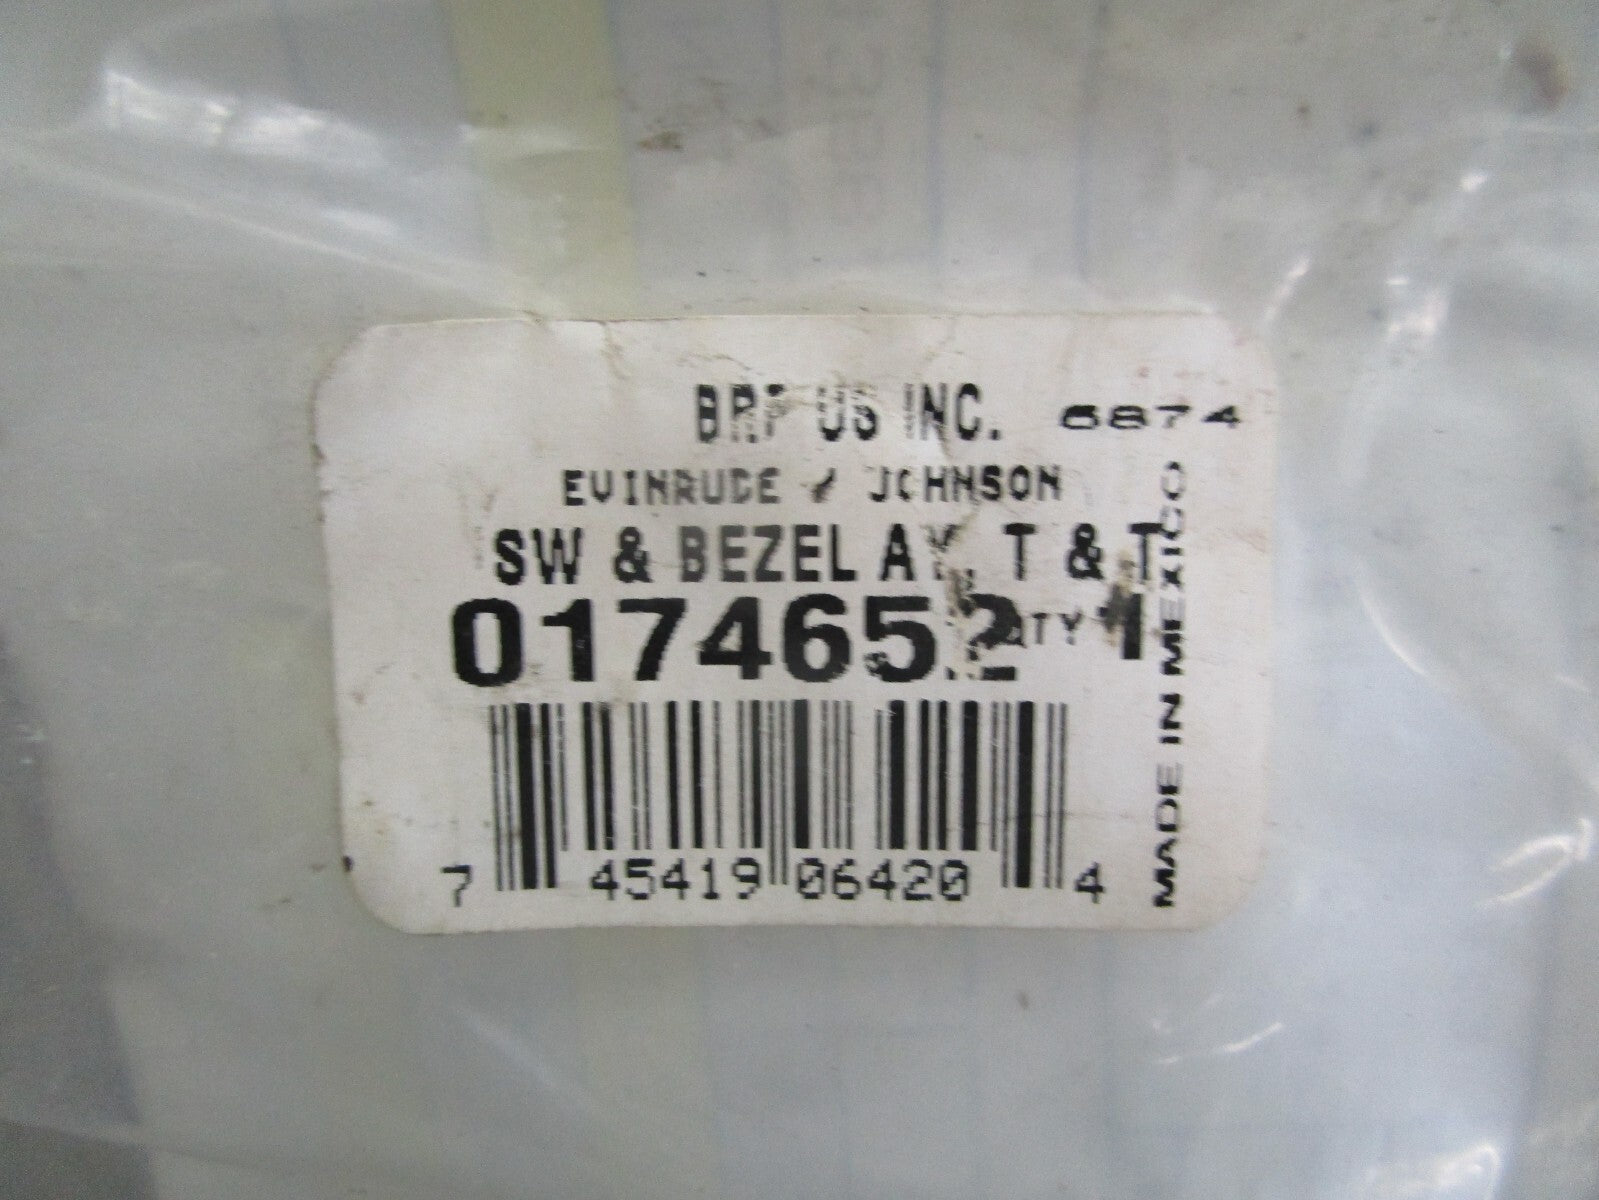 BRP US INC. 6874
EVINRUDE / JOHNSON
SW & BEZEL AY. T & T
0174652 QTY 1
7 45419 06420 4
MADE IN MEXICO